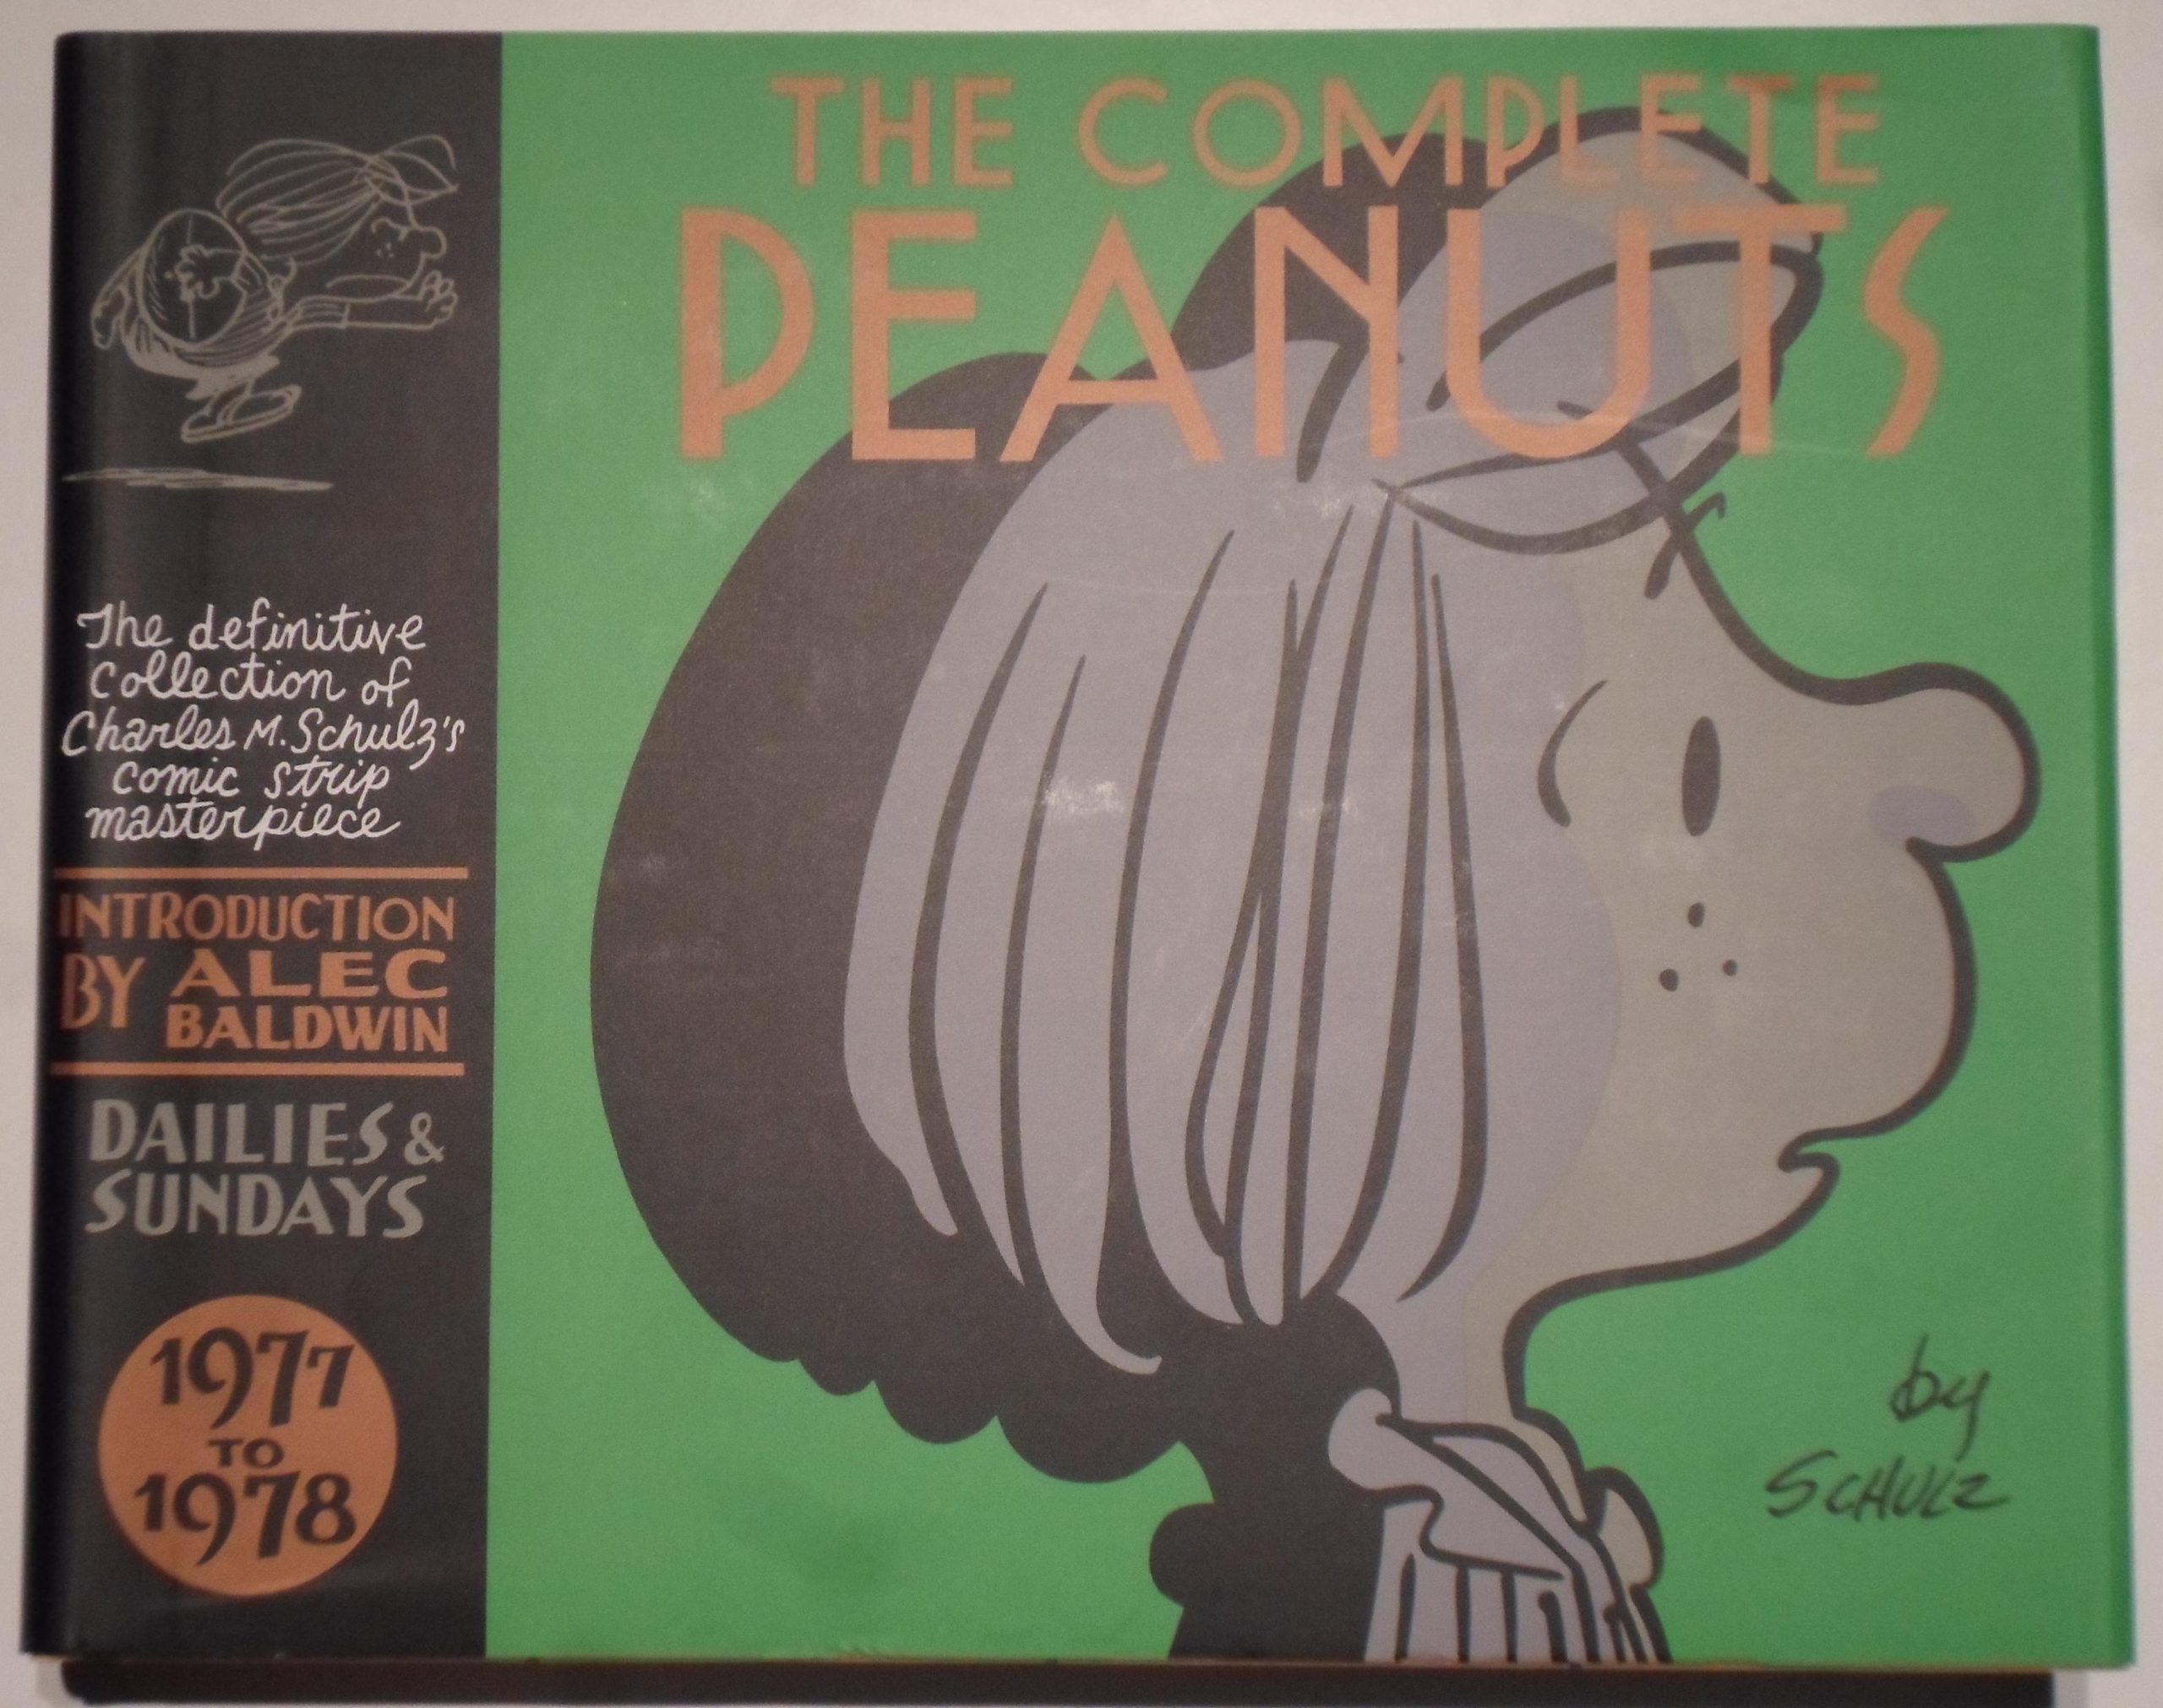 THE COMPLETE
PEANUTS
The definitive
collection of
Charles M. Schulz's
comic strip
masterpiece
INTRODUCTION
BY ALEC
BALDWIN
DAILIES &
SUNDAYS
1977
TO
1978
by
SCHULZ